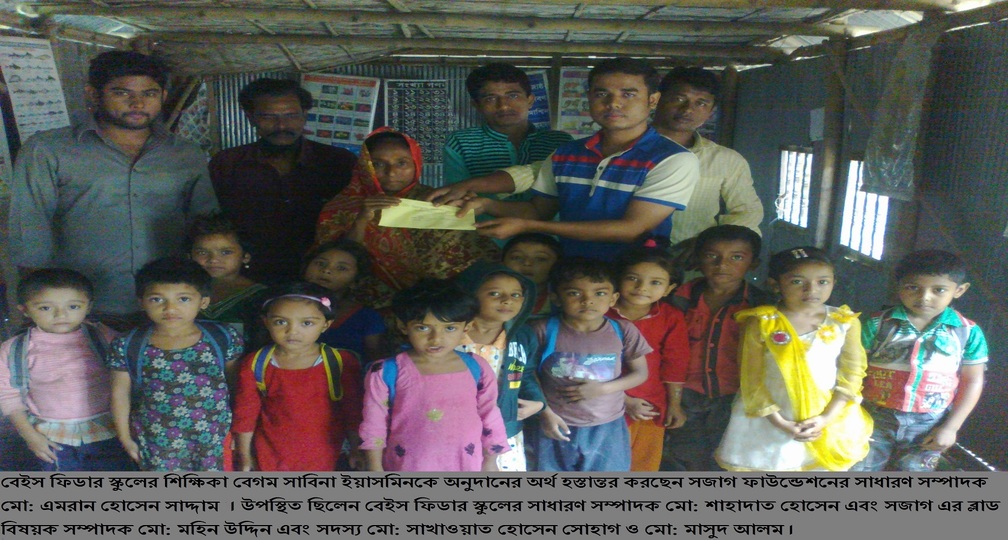 সংখ্যা গণনা
বেইস ফিডার স্কুলের শিক্ষিকা বেগম সাবিনা ইয়াসমিনকে অনুদানের অর্থ হস্তান্তর করছেন সজাগ ফাউন্ডেশনের সাধারণ সম্পাদক
মো: এমরান হোসেন সাদ্দাম । উপস্থিত ছিলেন বেইস ফিডার স্কুলের সাধারণ সম্পাদক মো: শাহাদাত হোসেন এবং সজাগ এর ব্লাড
বিষয়ক সম্পাদক মো: মহিন উদ্দিন এবং সদস্য মো: সাখাওয়াত হোসেন সোহাগ ও মো: মাসুদ আলম।